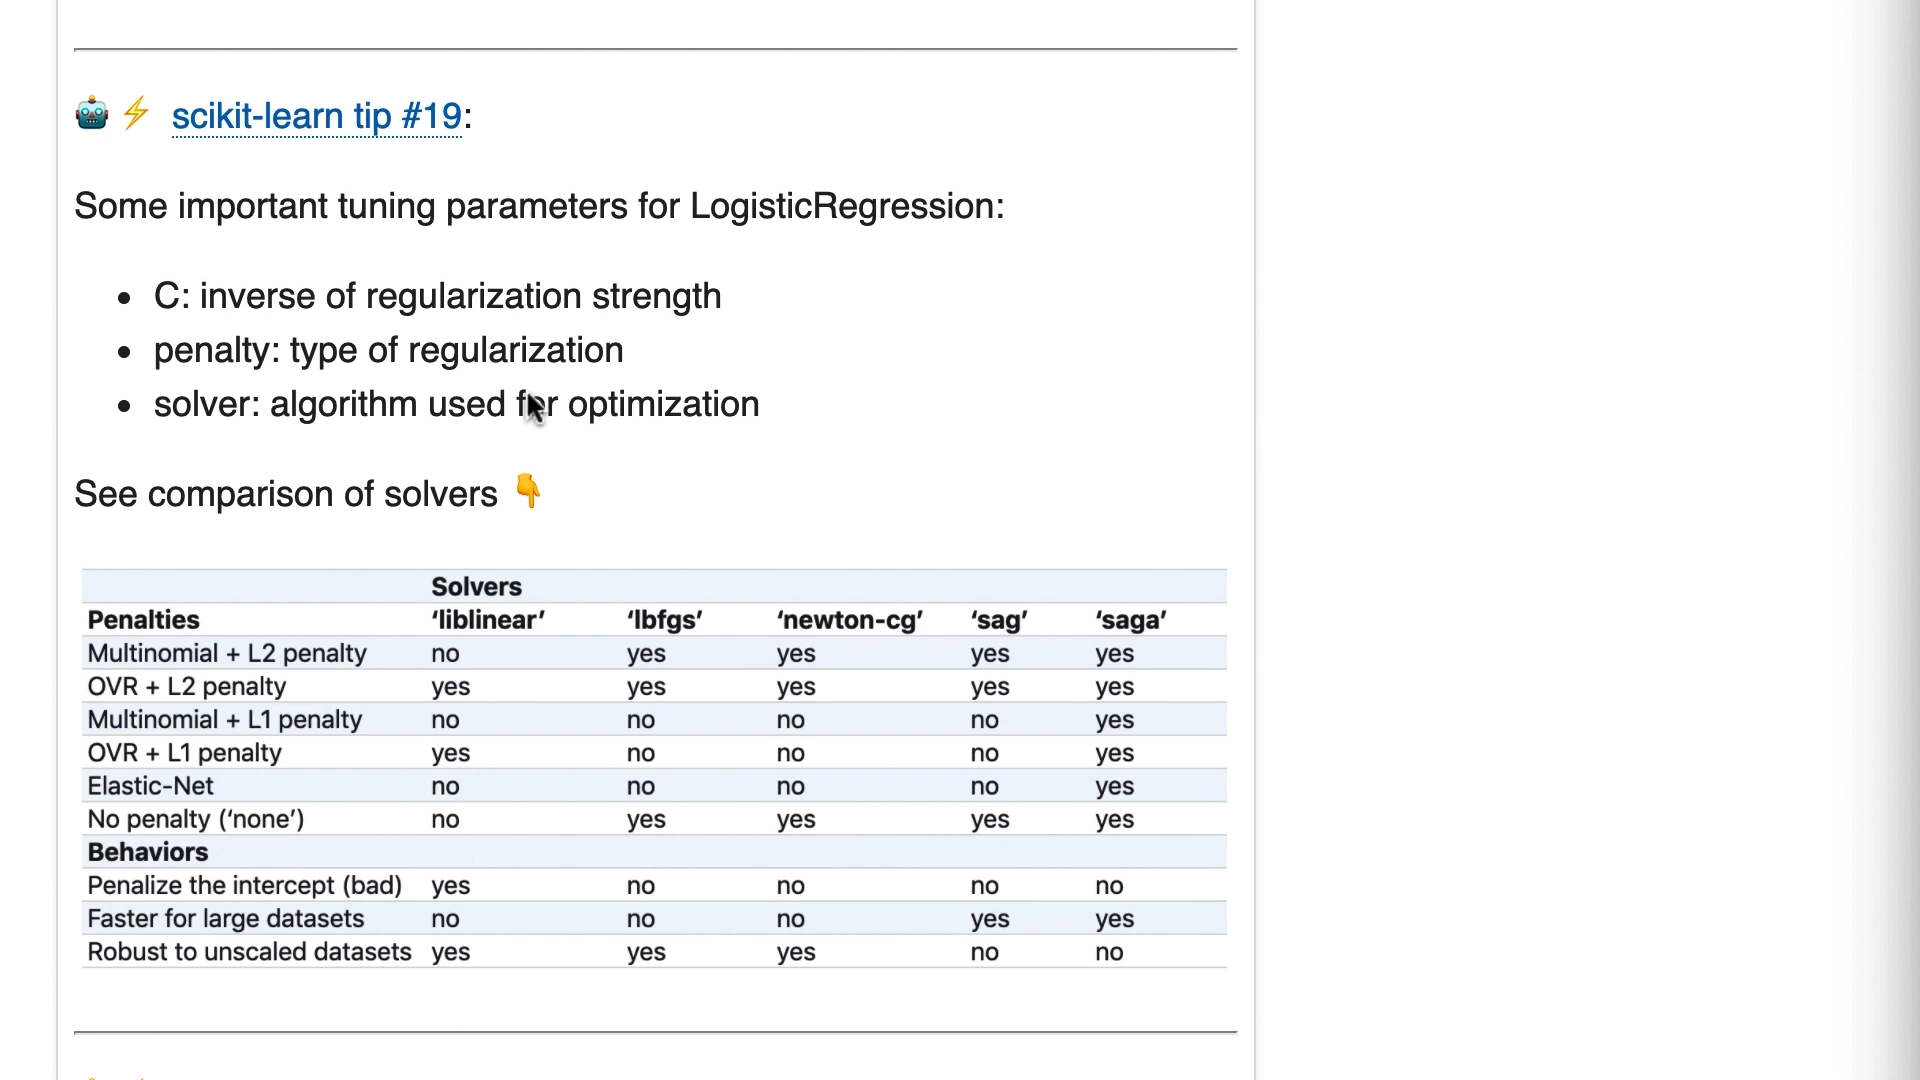 🤖⚡ scikit-learn tip #19:
Some important tuning parameters for LogisticRegression:
• C: inverse of regularization strength
• penalty: type of regularization
• solver: algorithm used for optimization
See comparison of solvers 👇
Solvers
Penalties ‘liblinear’ ‘lbfgs’ ‘newton-cg’ ‘sag’ ‘saga’
Multinomial + L2 penalty no yes yes yes yes
OVR + L2 penalty yes yes yes yes yes
Multinomial + L1 penalty no no no no yes
OVR + L1 penalty yes no no no yes
Elastic-Net no no no no yes
No penalty (‘none’) no yes yes yes yes
Behaviors
Penalize the intercept (bad) yes no no no no
Faster for large datasets no no no yes yes
Robust to unscaled datasets yes yes yes no no